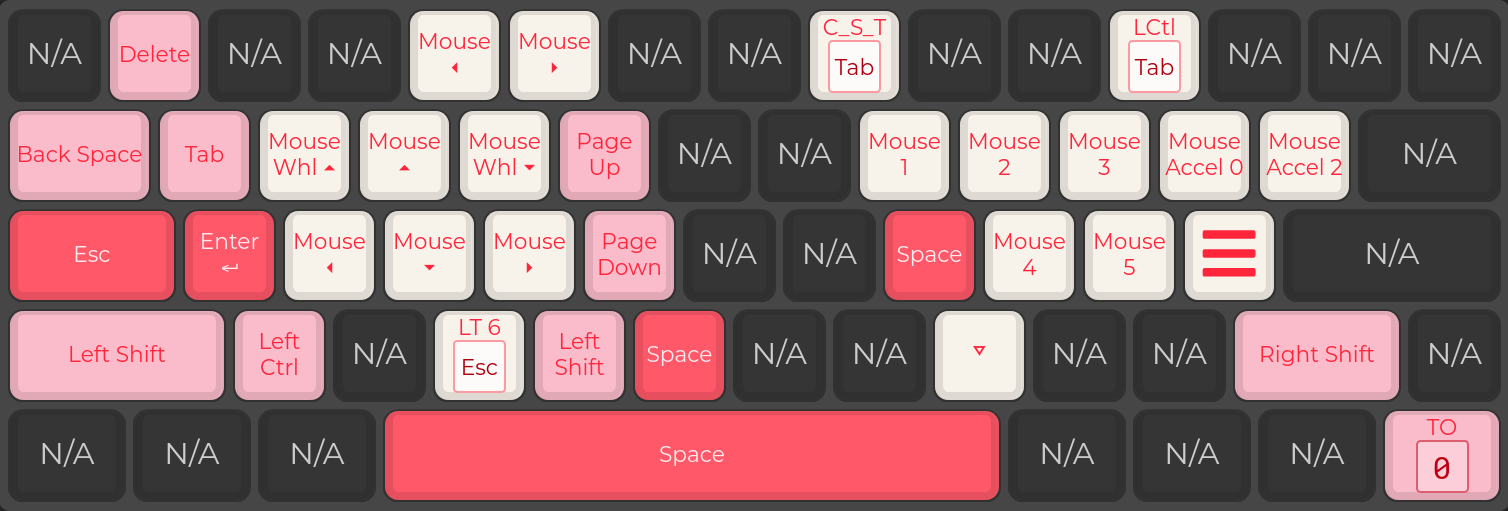 N/A Delete N/A N/A Mouse ◂ Mouse ▸ N/A N/A C_S_T Tab N/A N/A LCtl Tab N/A N/A N/A
Back Space Tab Mouse Whl ▴ Mouse ▴ Mouse Whl ▾ Page Up N/A N/A Mouse 1 Mouse 2 Mouse 3 Mouse Accel 0 Mouse Accel 2 N/A
Esc Enter ↵ Mouse ◂ Mouse ▾ Mouse ▸ Page Down N/A N/A Space Mouse 4 Mouse 5 N/A
Left Shift Left Ctrl N/A LT 6 Esc Left Shift Space N/A N/A ▽ N/A N/A Right Shift N/A
N/A N/A N/A Space N/A N/A N/A TO 0